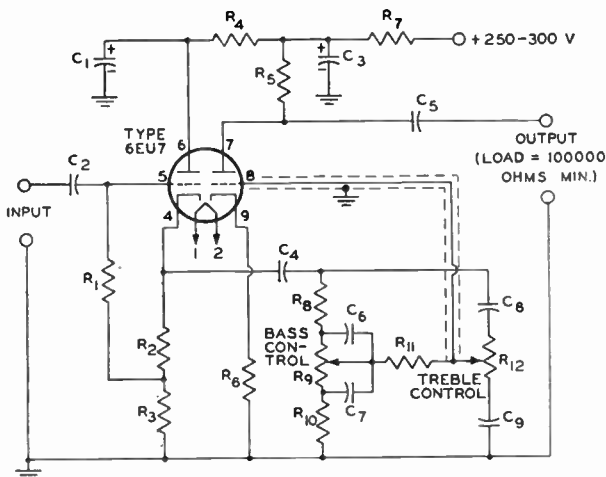 R4
R7
+250-300 V
C1
+
-
R5
+
-
C3
TYPE
6EU7
6
7
C5
OUTPUT
(LOAD = 100000
OHMS MIN.)
C2
5
8
INPUT
4
9
1
2
C4
R1
R8
C6
C8
BASS
CON-
TROL
R11
R2
R9
R12
R6
C7
TREBLE
CONTROL
R3
R10
C9